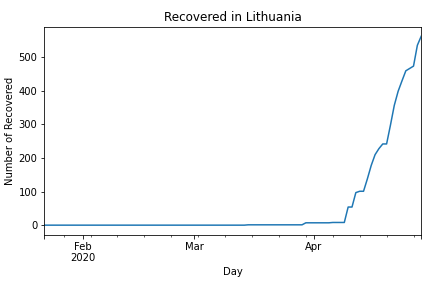 Recovered in Lithuania
Number of Recovered
500
400
300
200
100
0
Feb
2020
Mar
Apr
Day